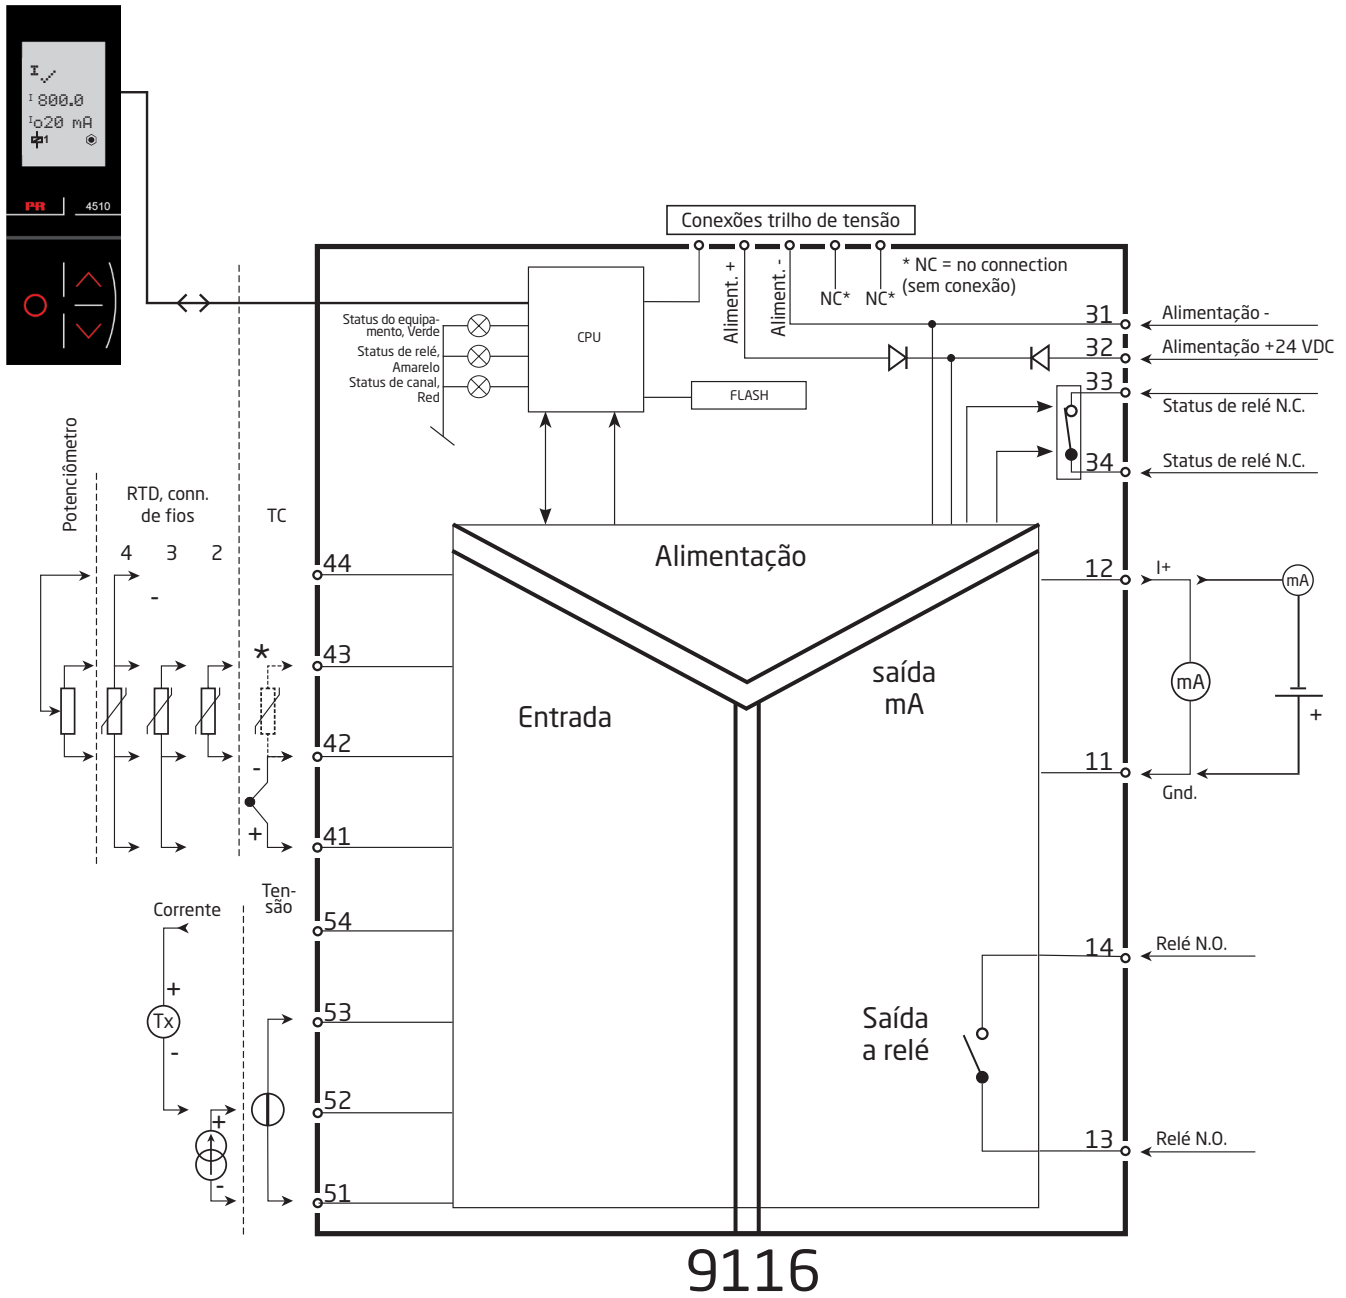 I
I 800.0
Io20 mA
1
PR
4510
Conexões trilho de tensão
Aliment. +
Aliment. -
NC*
NC*
* NC = no connection
(sem conexão)
CPU
FLASH
Status do equipa-
mento, Verde
Status de relé,
Amarelo
Status de canal,
Red
31
Alimentação -
32
Alimentação +24 VDC
33
Status de relé N.C.
34
Status de relé N.C.
Potenciômetro
RTD, conn.
de fios
4
3
2
-
TC
*
-
+
44
43
42
41
Alimentação
Entrada
saída
mA
12
I+
mA
mA
+
11
Gnd.
Corrente
Ten-
são
+
Tx
-
+
-
54
53
52
51
Saída
a relé
14
Relé N.O.
13
Relé N.O.
9116